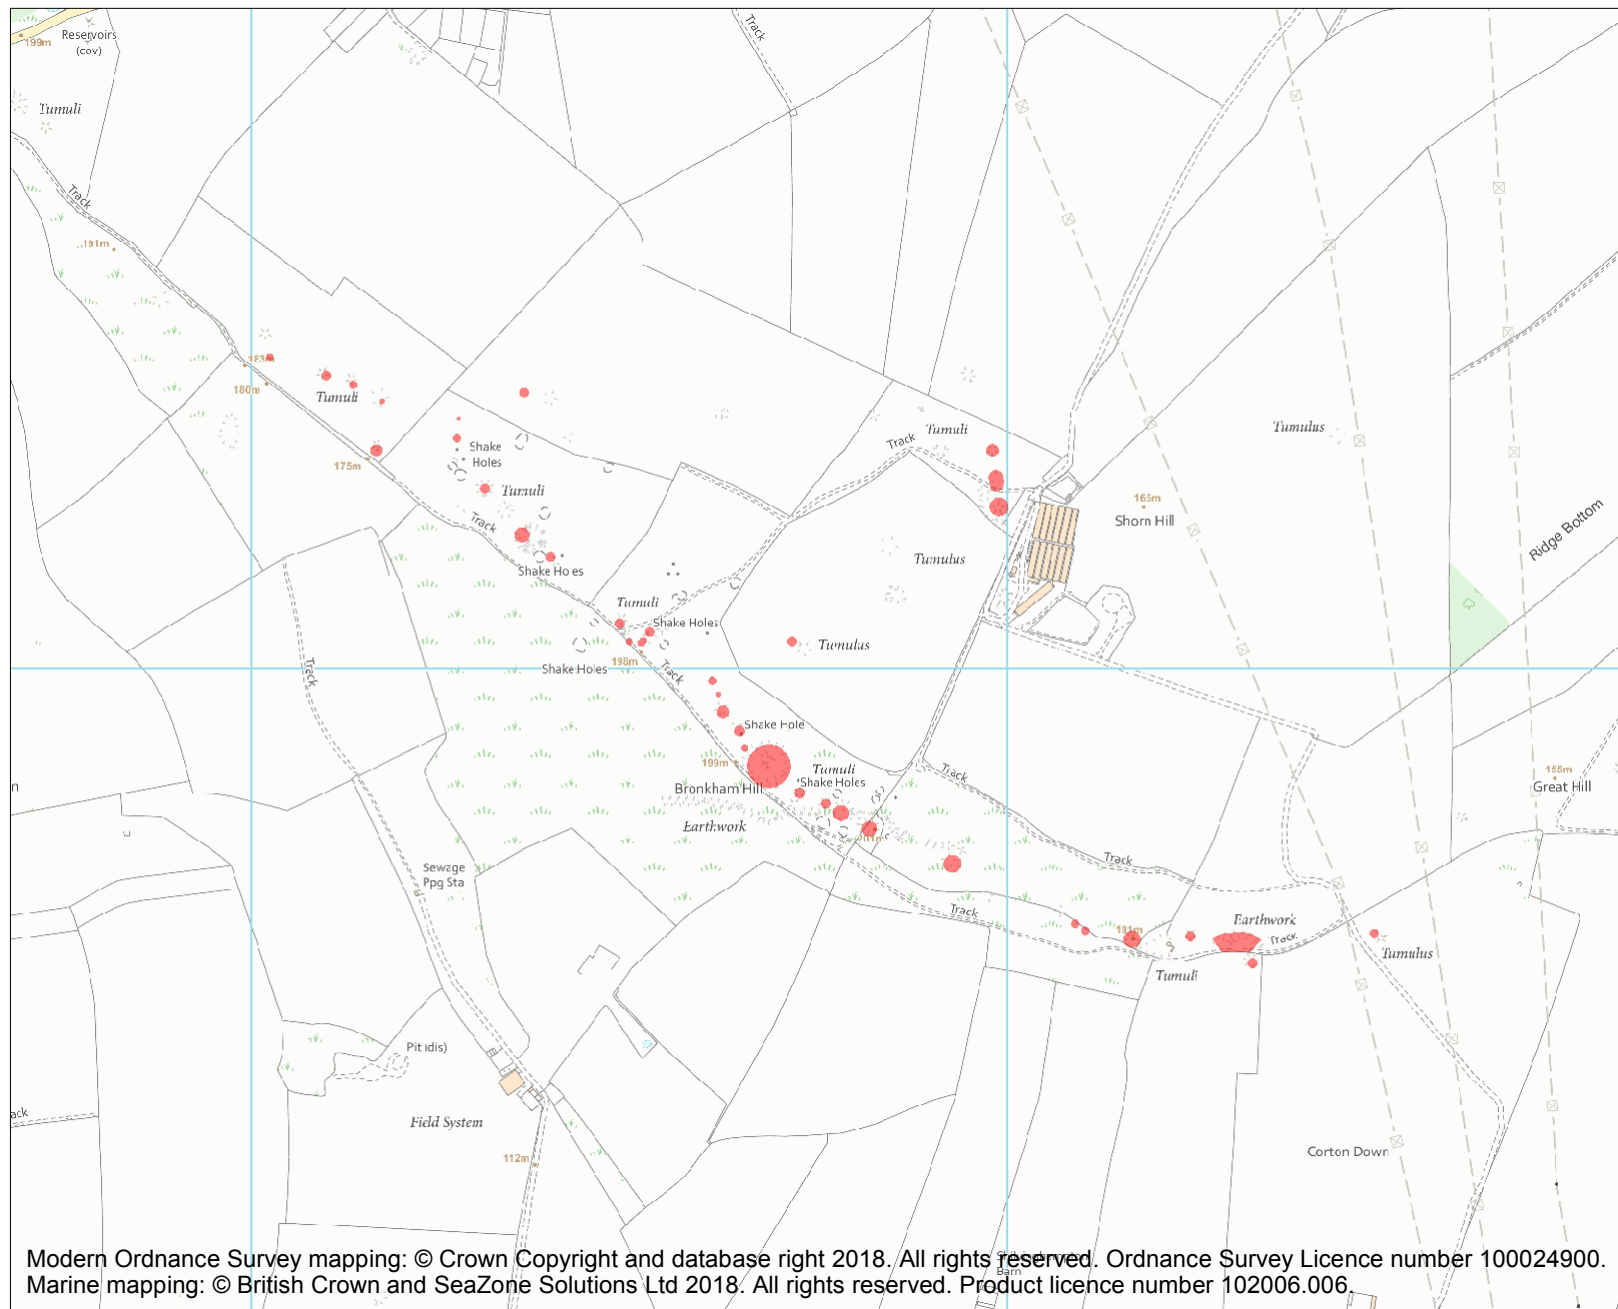 Track
Reservoirs
(cov)
199m
Tumuli
Track
191m
183m
180m
Tumuli
Tumuli
Track
Tumulus
175m
Shake
Holes
Tumuli
165m
Shorn Hill
Ridge Bottom
Track
Tumulus
Shake Holes
Tumuli
Shake Holes
Tumulus
198m
Shake Holes
Track
Track
Shake Hole
199m
Tumuli
Shake Holes
Bronkham Hill
Track
155m
Great Hill
n
Earthwork
Track
Sewage
Ppg Sta
Track
Earthwork
191m
Track
Tumulus
Tumuli
Pit (dis)
ack
Field System
112m
Corton Down
Modern Ordnance Survey mapping: © Crown Copyright and database right 2018. All rights reserved. Ordnance Survey Licence number 100024900.
Barn
Marine mapping: © British Crown and SeaZone Solutions Ltd 2018. All rights reserved. Product licence number 102006.006.